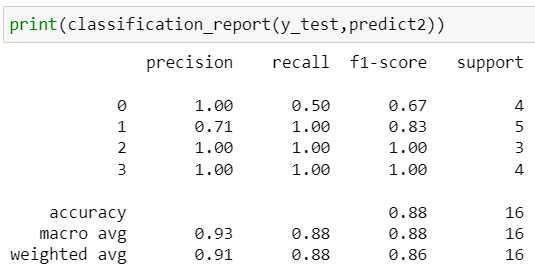 print(classification_report(y_test,predict2))
precision recall f1-score support
0 1.00 0.50 0.67 4
1 0.71 1.00 0.83 5
2 1.00 1.00 1.00 3
3 1.00 1.00 1.00 4
accuracy 0.88 16
macro avg 0.93 0.88 0.88 16
weighted avg 0.91 0.88 0.86 16